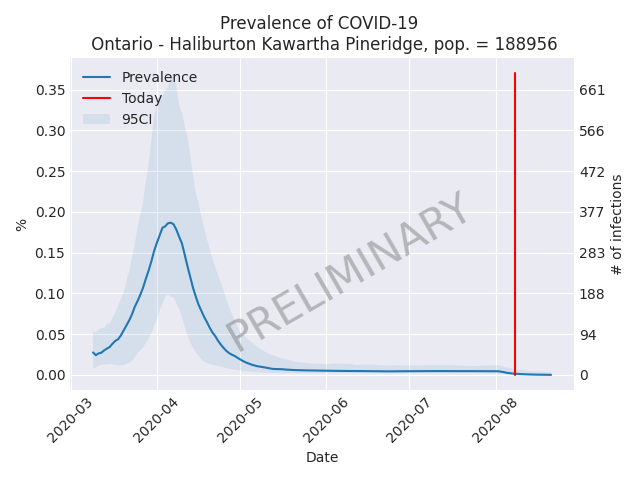 Prevalence of COVID-19
Ontario - Haliburton Kawartha Pineridge, pop. = 188956
Prevalence
Today
95CI
0.35
0.30
0.25
0.20
0.15
0.10
0.05
0.00
%
661
566
472
377
283
188
94
0
# of infections
PRELIMINARY
2020-03
2020-04
2020-05
2020-06
2020-07
2020-08
Date